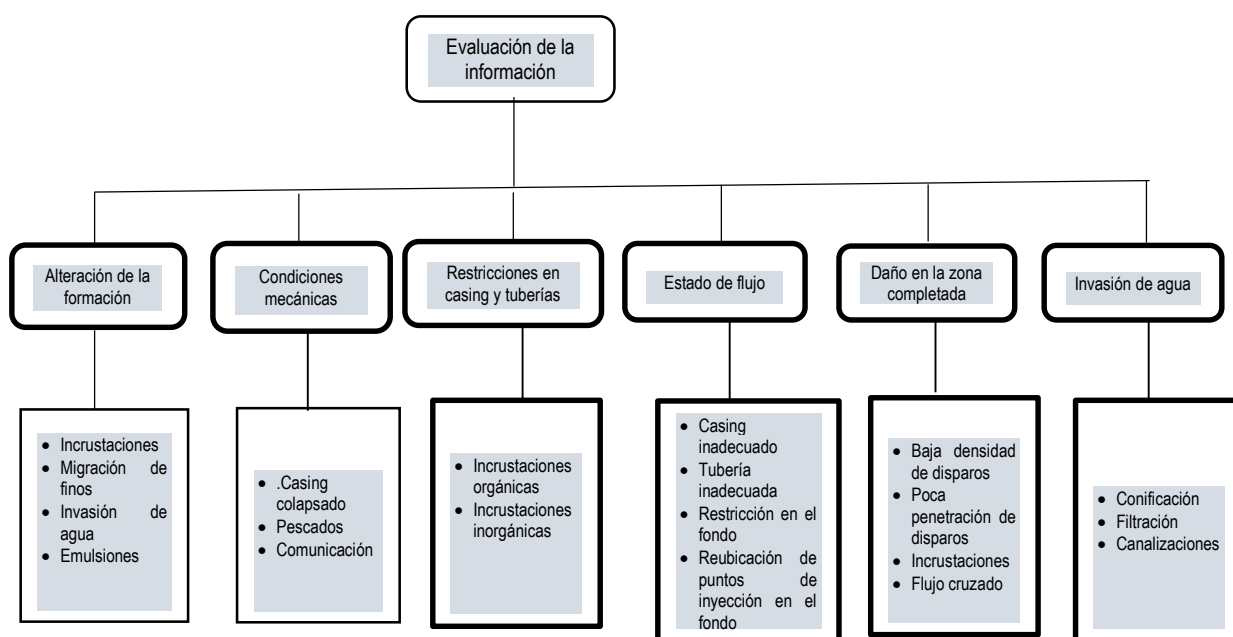 Evaluación de la
información
Alteración de la
formación
Condiciones
mecánicas
Restricciones en
casing y tuberías
Estado de flujo
Daño en la zona
completada
Invasión de agua
• Incrustaciones
• Migración de
finos
• Invasión de
agua
• Emulsiones
• .Casing
colapsado
• Pescados
• Comunicación
• Incrustaciones
orgánicas
• Incrustaciones
inorgánicas
• Casing
inadecuado
• Tubería
inadecuada
• Restricción en el
fondo
• Reubicación de
puntos de
inyección en el
fondo
• Baja densidad
de disparos
• Poca
penetración de
disparos
• Incrustaciones
• Flujo cruzado
• Conificación
• Filtración
• Canalizaciones